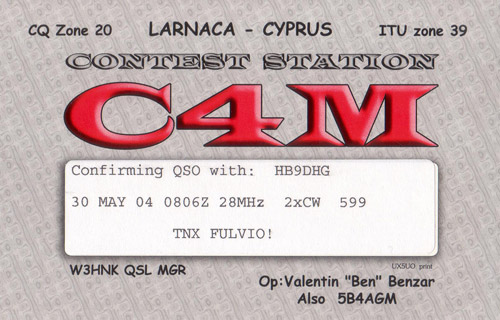 CQ Zone 20 LARNACA - CYPRUS ITU zone 39
CONTEST STATION
C4M
Confirming QSO with: HB9DHG
30 MAY 04 0806Z 28MHz 2xCW 599
TNX FULVIO!
UX5UO print
W3HNK QSL MGR
Op:Valentin "Ben" Benzar
Also 5B4AGM